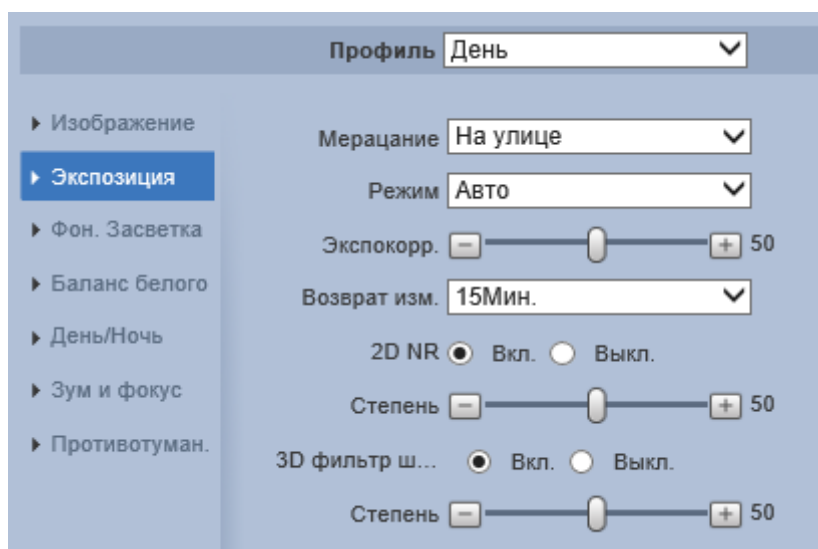 Профиль День
Изображение
Экспозиция
Фон. Засветка
Баланс белого
День/Ночь
Зум и фокус
Противотуман.
Мерацание На улице
Режим Авто
Экспокорр. 50
Возврат изм. 15Мин.
2D NR Вкл. Выкл.
Степень 50
3D фильтр ш... Вкл. Выкл.
Степень 50